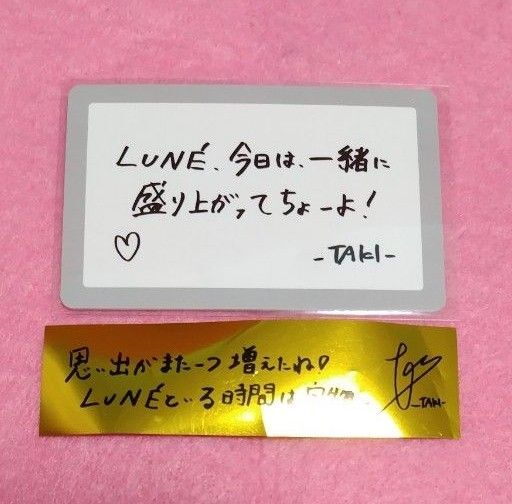 LUNÉ、今日は、一緒に
盛り上がってちょーよ!
♡ -TAKI-
思い出がまた一つ増えたね♡
LUNÉといる時間は宝物
-TAKI-